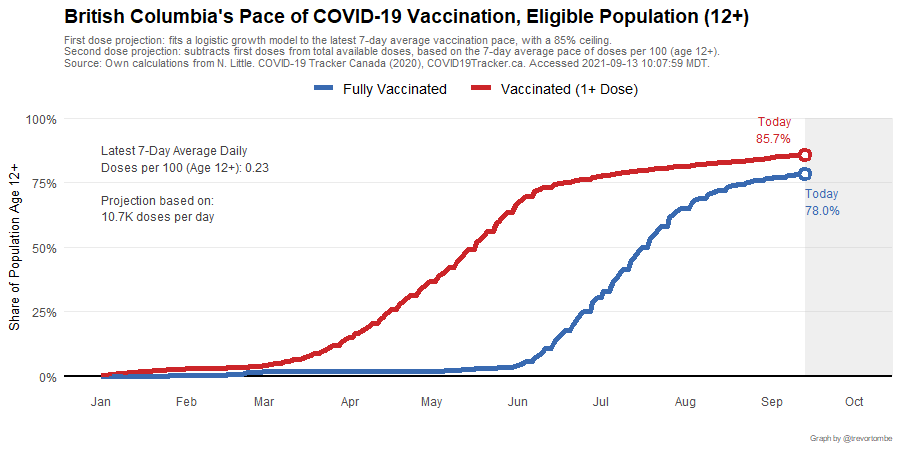 British Columbia's Pace of COVID-19 Vaccination, Eligible Population (12+)
First dose projection: fits a logistic growth model to the latest 7-day average vaccination pace, with a 85% ceiling.
Second dose projection: subtracts first doses from total available doses, based on the 7-day average pace of doses per 100 (age 12+).
Source: Own calculations from N. Little. COVID-19 Tracker Canada (2020), COVID19Tracker.ca. Accessed 2021-09-13 10:07:59 MDT.
Fully Vaccinated
Vaccinated (1+ Dose)
Share of Population Age 12+
100%
75%
50%
25%
0%
Latest 7-Day Average Daily
Doses per 100 (Age 12+): 0.23
Projection based on:
10.7K doses per day
Today
85.7%
Today
78.0%
Jan Feb Mar Apr May Jun Jul Aug Sep Oct
Graph by @trevortombe